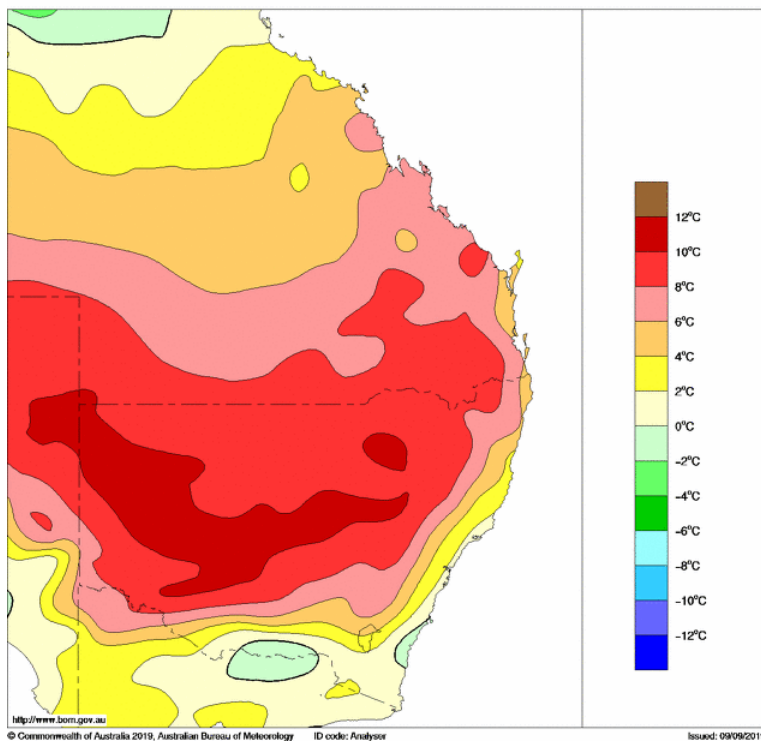 12°C
10°C
8°C
6°C
4°C
2°C
0°C
-2°C
-4°C
-6°C
-8°C
-10°C
-12°C
http://www.bom.gov.au
© Commonwealth of Australia 2019, Australian Bureau of Meteorology ID code: Analyser Issued: 09/09/201